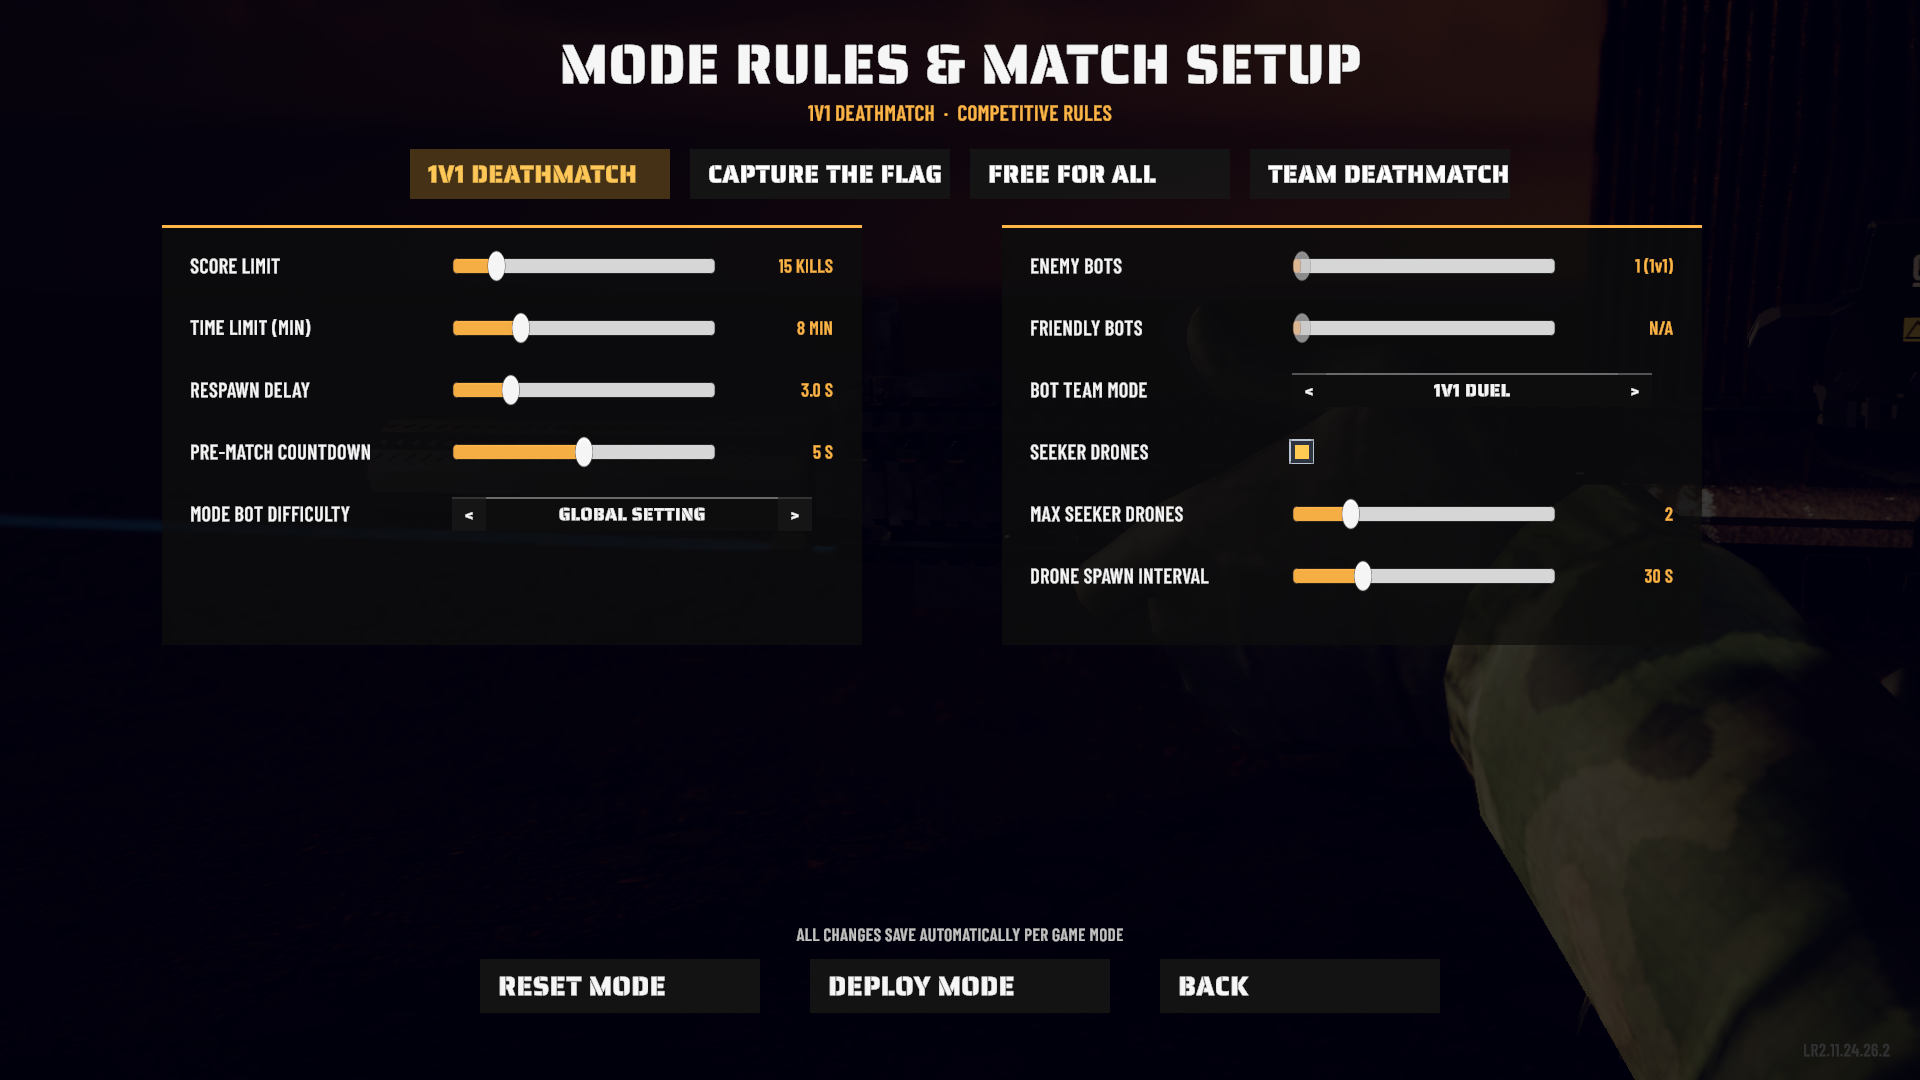 MODE RULES & MATCH SETUP
1V1 DEATHMATCH · COMPETITIVE RULES
1V1 DEATHMATCH
CAPTURE THE FLAG
FREE FOR ALL
TEAM DEATHMATCH
SCORE LIMIT 15 KILLS
TIME LIMIT (MIN) 8 MIN
RESPAWN DELAY 3.0 S
PRE-MATCH COUNTDOWN 5 S
MODE BOT DIFFICULTY < GLOBAL SETTING >
ENEMY BOTS 1 (1v1)
FRIENDLY BOTS N/A
BOT TEAM MODE < 1V1 DUEL >
SEEKER DRONES
MAX SEEKER DRONES 2
DRONE SPAWN INTERVAL 30 S
ALL CHANGES SAVE AUTOMATICALLY PER GAME MODE
RESET MODE
DEPLOY MODE
BACK
LR2.11.24.26.2